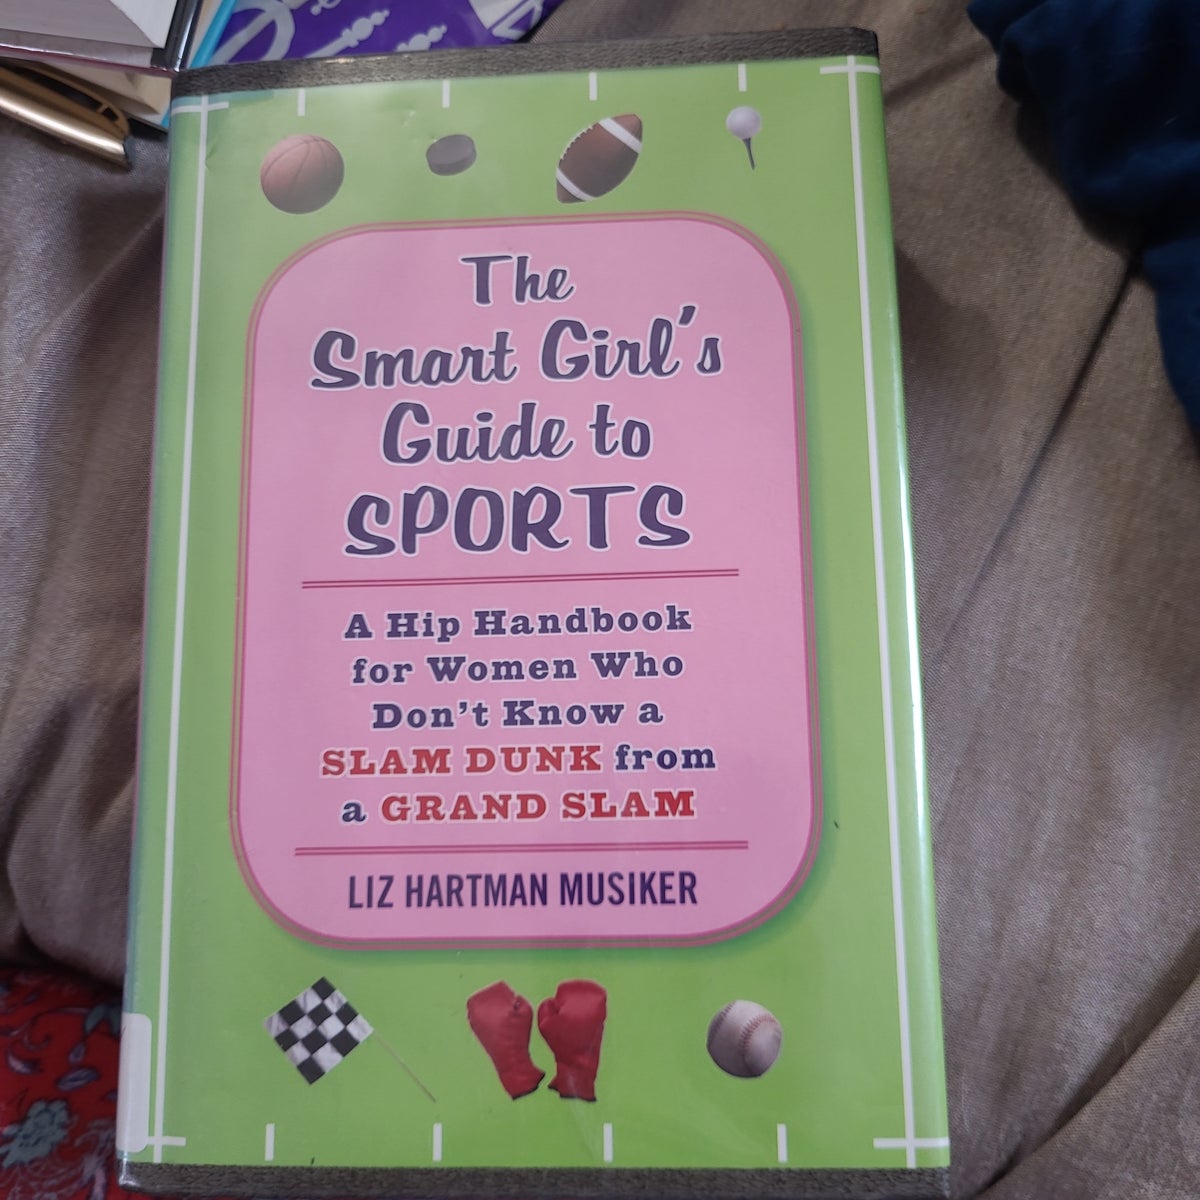 The
Smart Girl's
Guide to
SPORTS
A Hip Handbook
for Women Who
Don't Know a
SLAM DUNK from
a GRAND SLAM
LIZ HARTMAN MUSIKER